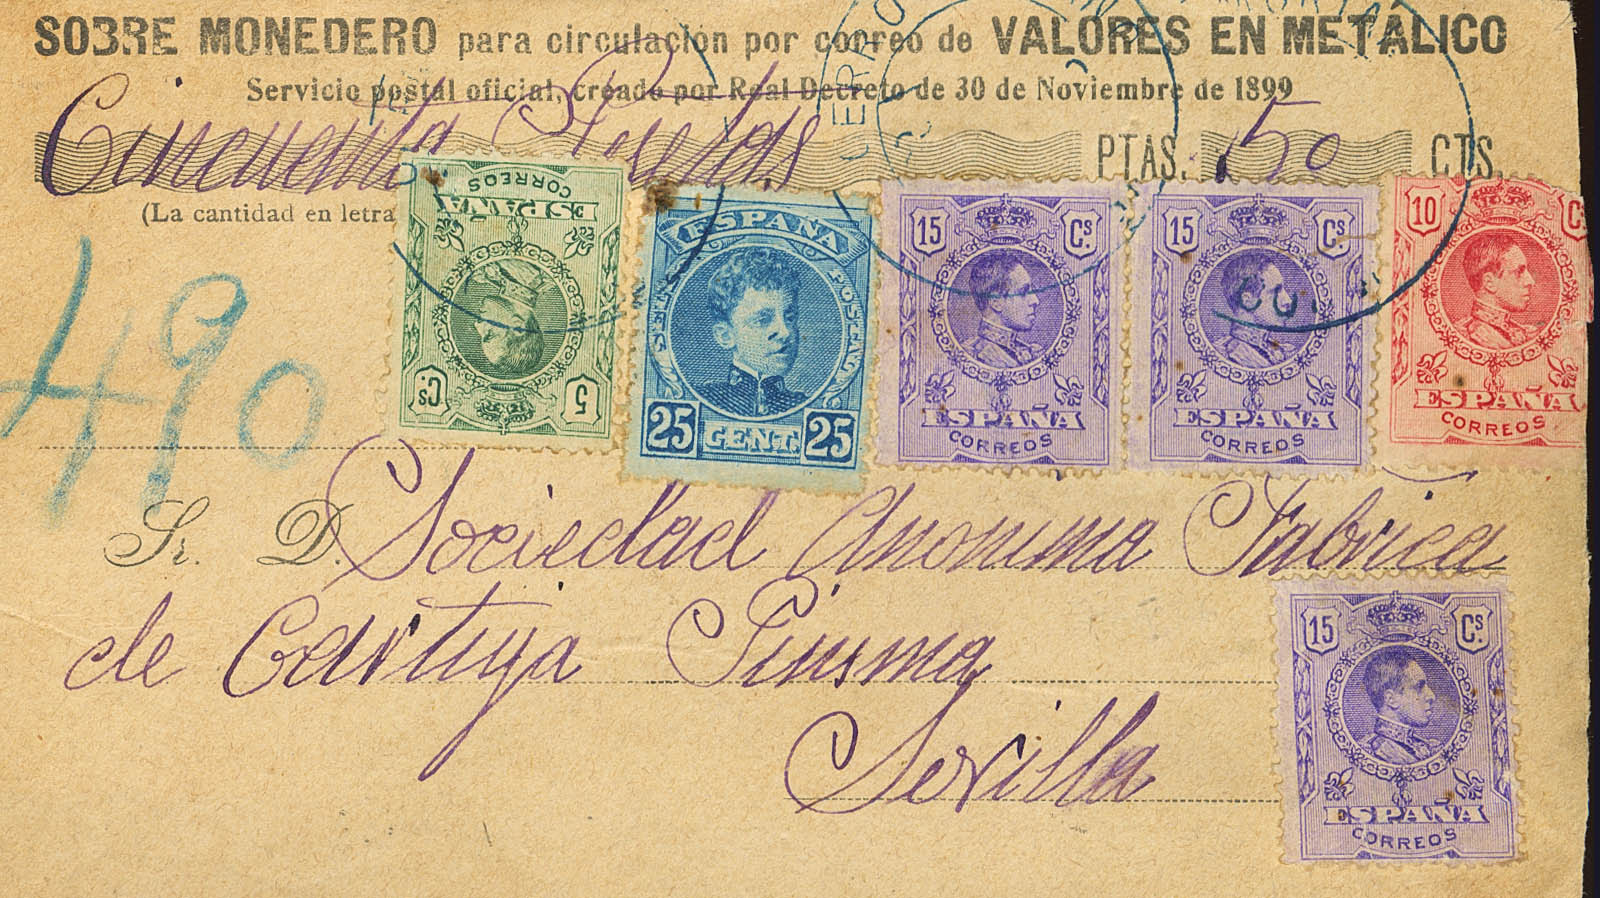 SOBRE MONEDERO para circulación por correo de VALORES EN METÁLICO
Servicio postal oficial, creado por Real Decreto de 30 de Noviembre de 1899
Cincuenta Pesetas PTAS. 50 CTS.
(La cantidad en letra
490
5 Cs. ESPAÑA CORREOS
ESPAÑA 25 CENT. 25
15 Cs. ESPAÑA CORREOS
15 Cs. ESPAÑA CORREOS
10 ESPAÑA CORREOS
Sr. D. Sociedad Anonima Fabrica
de Cartuja
Sevilla
15 Cs. ESPAÑA CORREOS